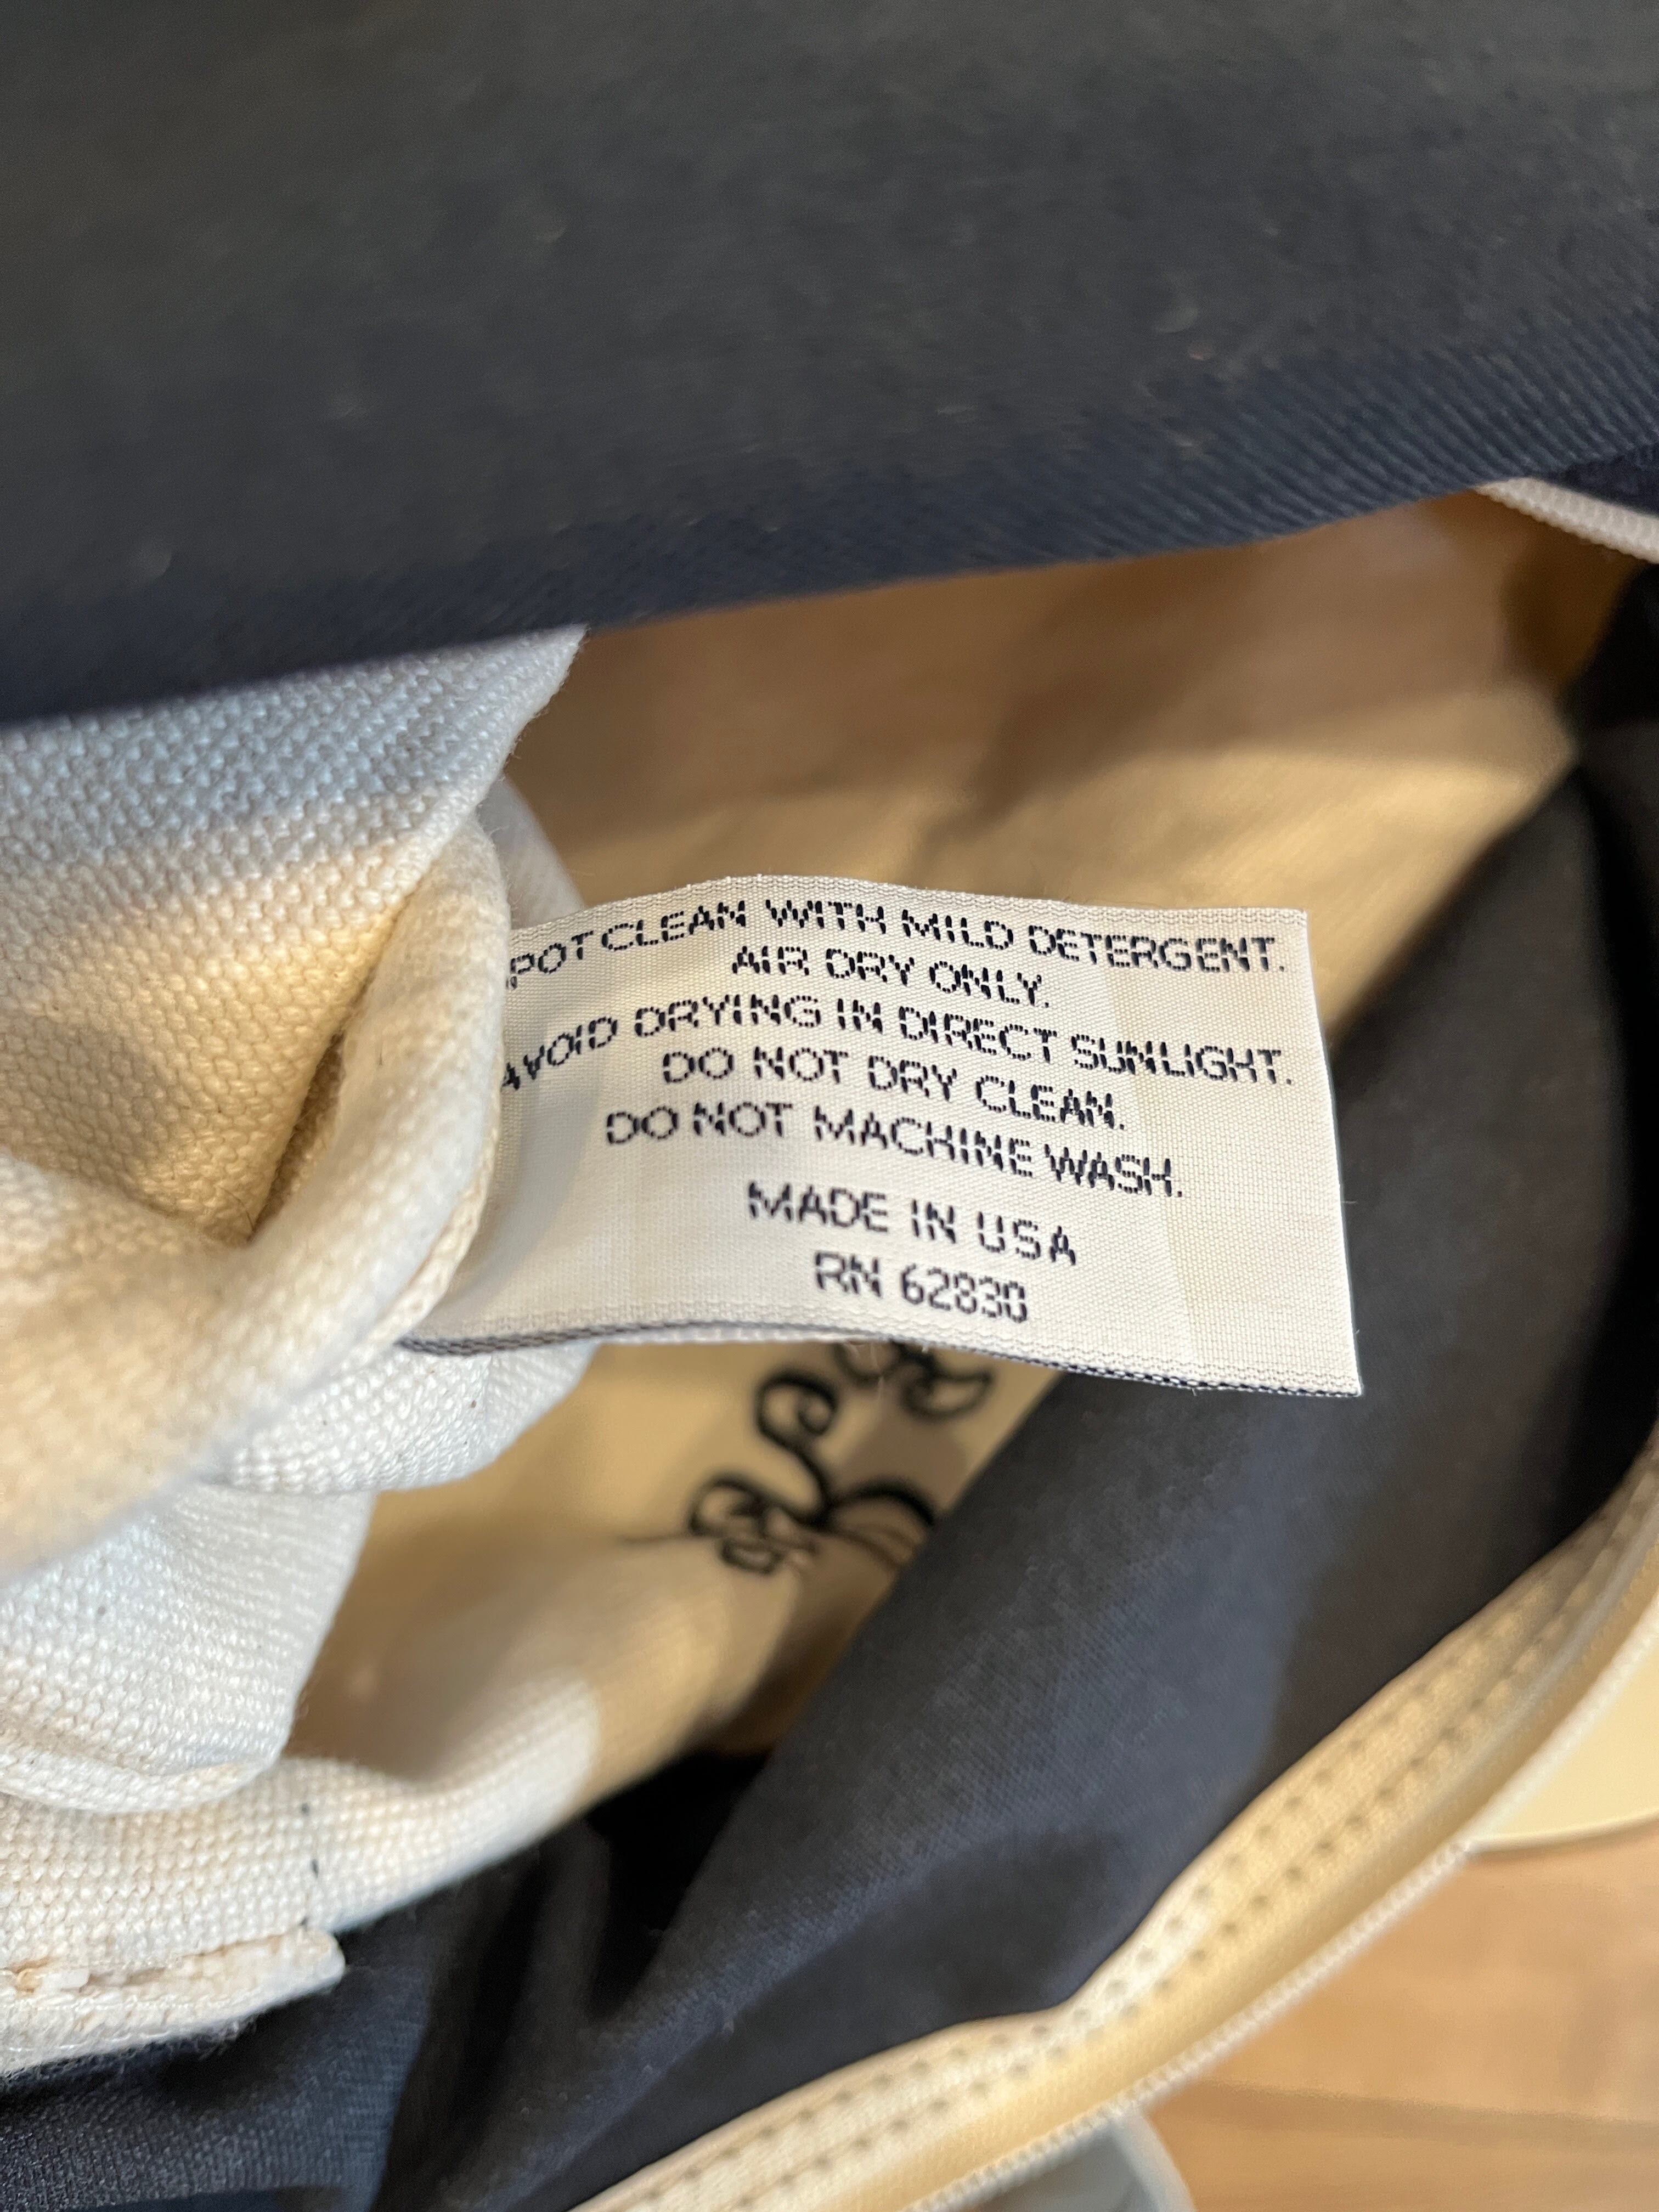 SPOT CLEAN WITH MILD DETERGENT.
AIR DRY ONLY.
AVOID DRYING IN DIRECT SUNLIGHT.
DO NOT DRY CLEAN.
DO NOT MACHINE WASH.
MADE IN USA
RN 62830